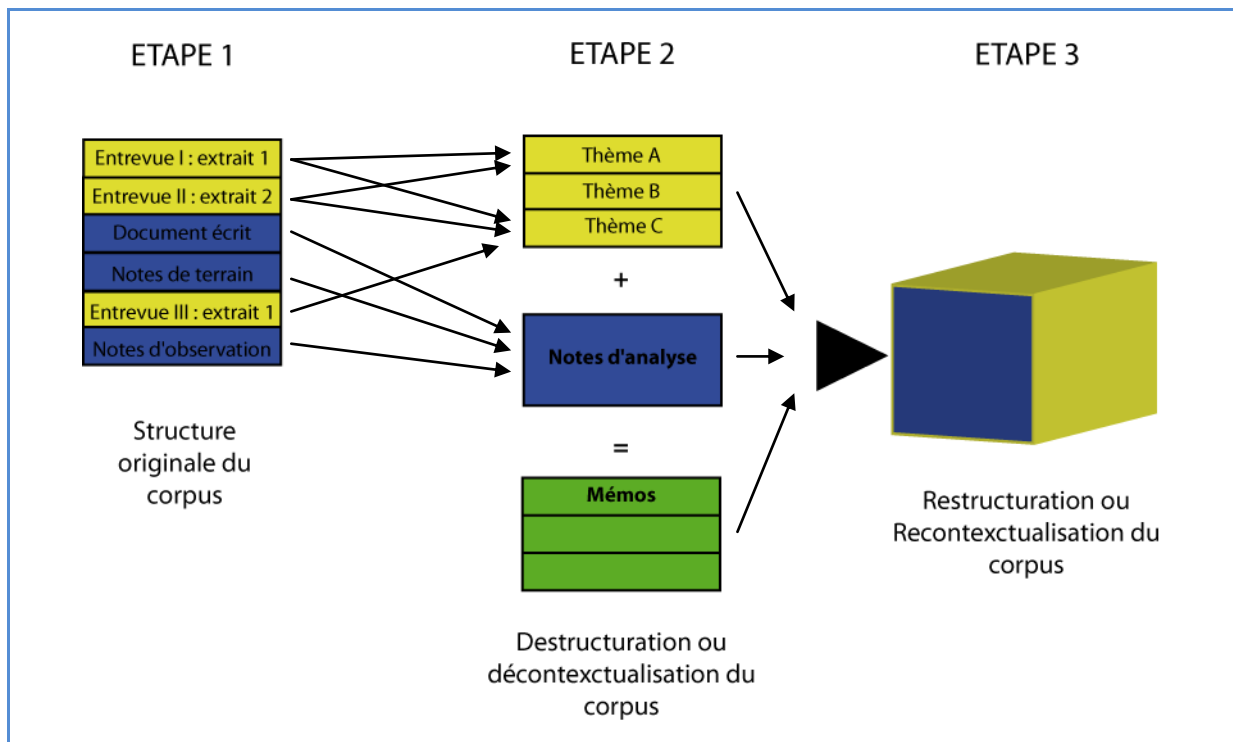 ETAPE 1
ETAPE 2
ETAPE 3
Entrevue I : extrait 1
Entrevue II : extrait 2
Document écrit
Notes de terrain
Entrevue III : extrait 1
Notes d'observation
Structure
originale du
corpus
Thème A
Thème B
Thème C
+
Notes d'analyse
=
Mémos
Destructuration ou
décontexctualisation du
corpus
Restructuration ou
Recontexctualisation du
corpus